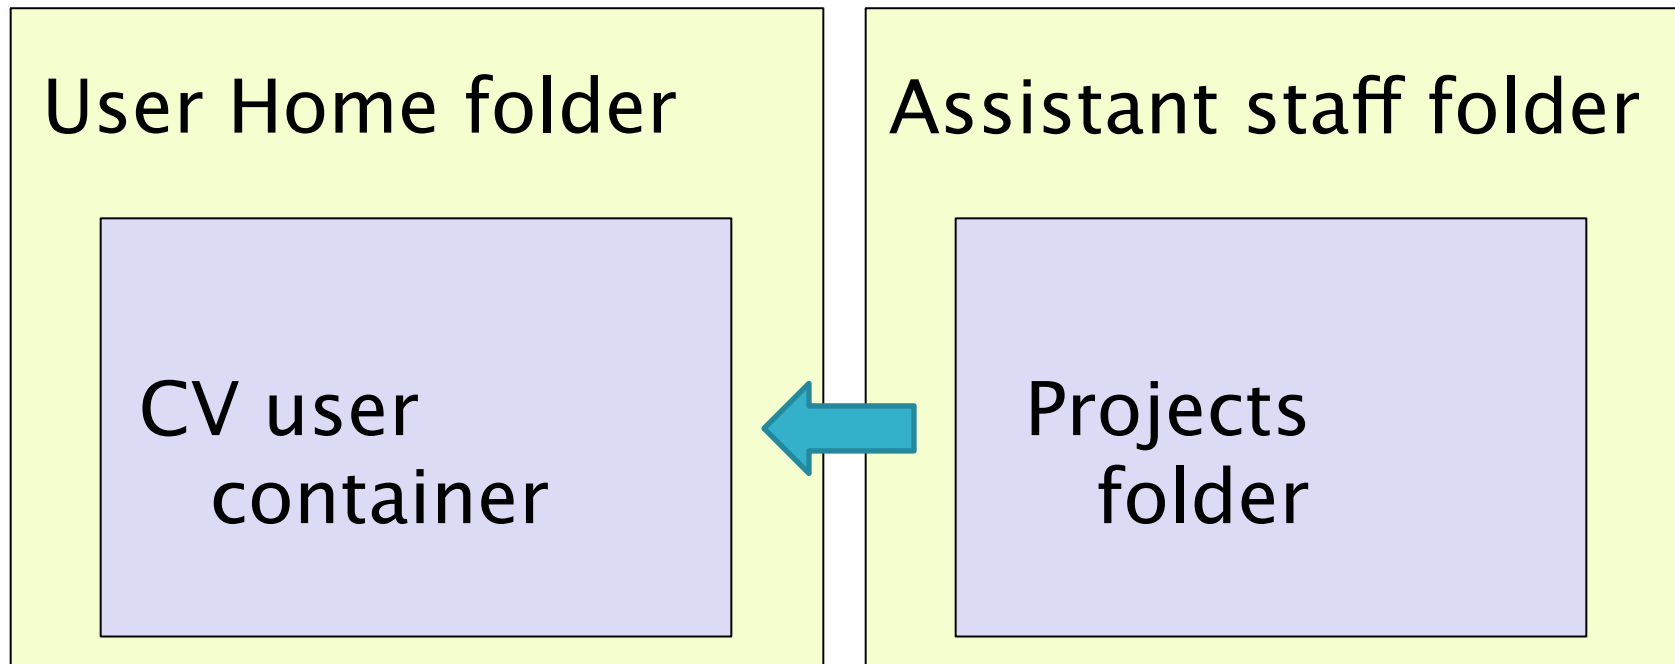 User Home folder
Assistant staff folder
CV user
container
Projects
folder